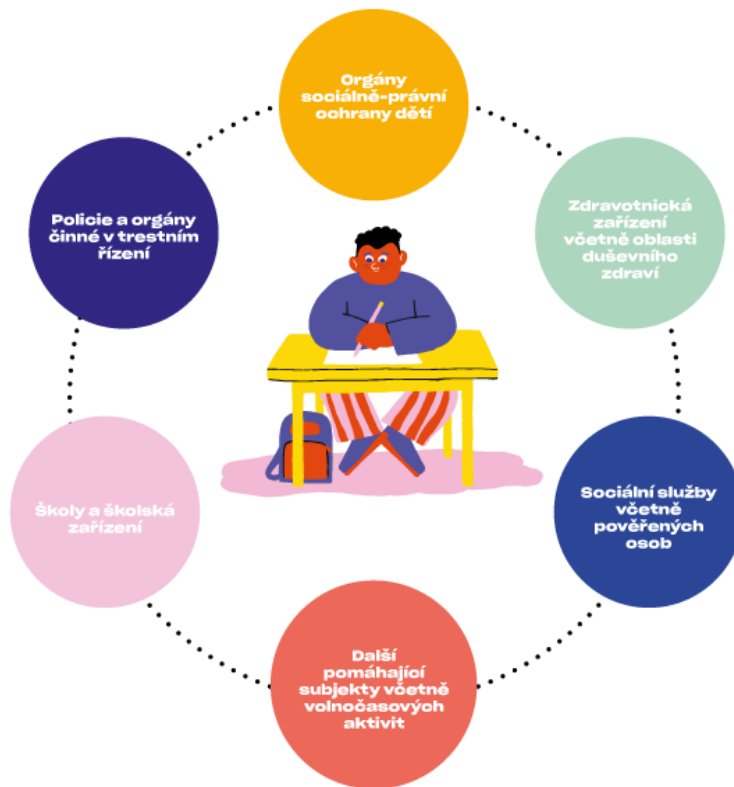 Orgány
sociálně-právní
ochrany dětí
Zdravotnická
zařízení
včetně oblasti
duševního
zdraví
Sociální služby
včetně
pověřených
osob
Další
pomáhající
subjekty včetně
volnočasových
aktivit
Školy a školská
zařízení
Policie a orgány
činné v trestním
řízení